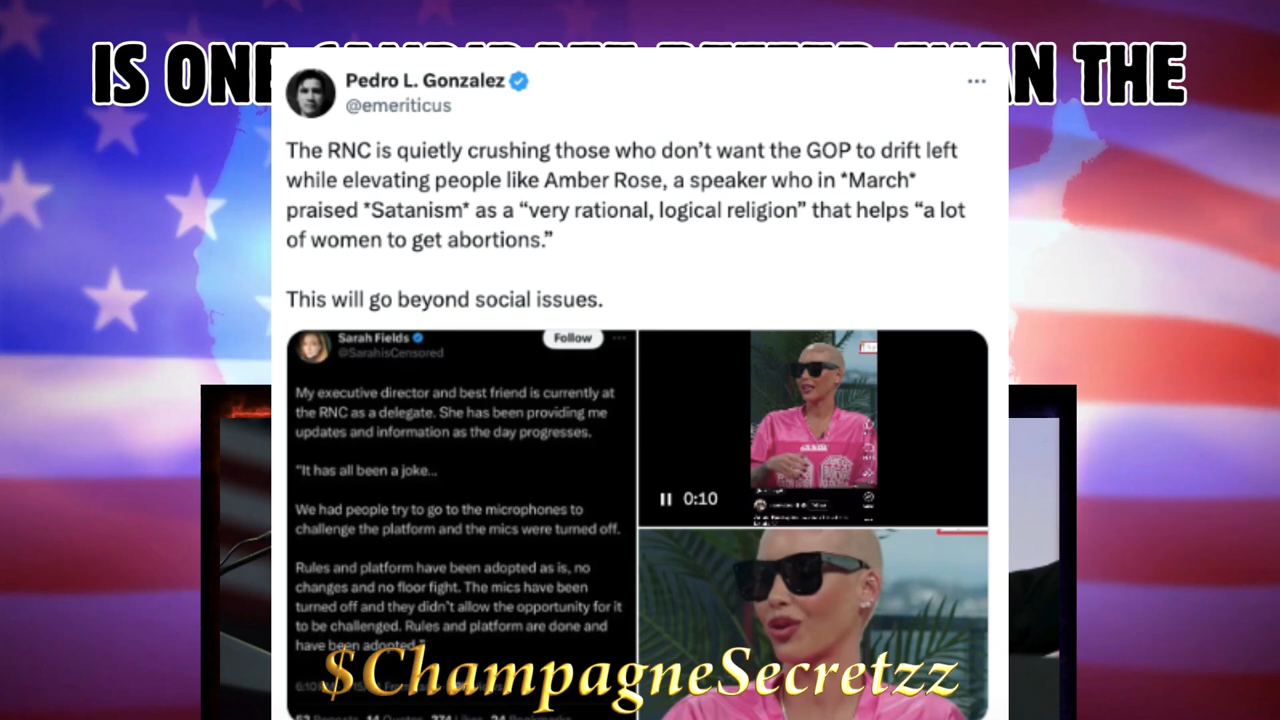 IS ONE CANDIDATE BETTER THAN THE
Pedro L. Gonzalez
@emeriticus
The RNC is quietly crushing those who don't want the GOP to drift left
while elevating people like Amber Rose, a speaker who in *March*
praised *Satanism* as a “very rational, logical religion” that helps “a lot
of women to get abortions.”
This will go beyond social issues.
Sarah Fields
@SarahisCensored
Follow
My executive director and best friend is currently at
the RNC as a delegate. She has been providing me
updates and information as the day progresses.
“It has all been a joke...
We had people try to go to the microphones to
challenge the platform and the mics were turned off.
Rules and platform have been adopted as is, no
changes and no floor fight. The mics have been
turned off and they didn't allow the opportunity for it
to be challenged. Rules and platform are done and
have been adopted.”
0:10
$ChampagneSecretzz